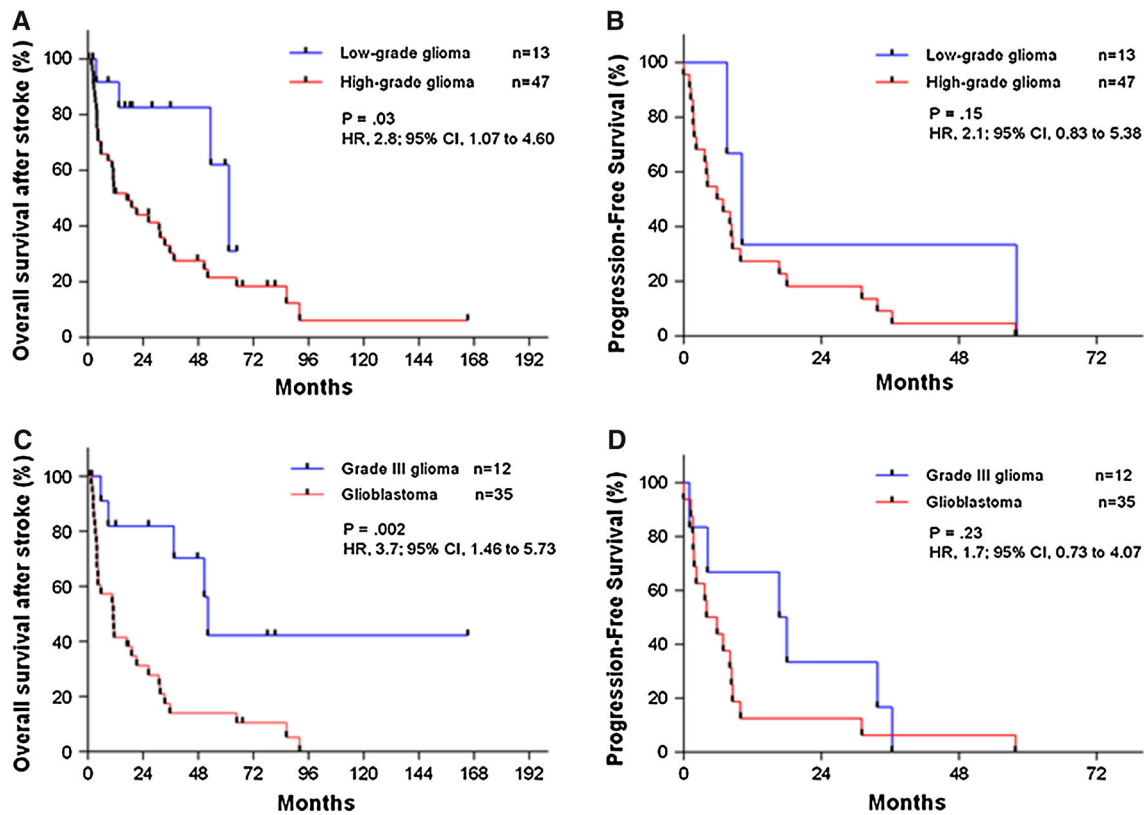 A
Overall survival after stroke (%)
100
80
60
40
20
0
Low-grade glioma n=13
High-grade glioma n=47
P = .03
HR, 2.8; 95% CI, 1.07 to 4.60
0 24 48 72 96 120 144 168 192
Months
B
Progression-Free Survival (%)
100
80
60
40
20
0
Low-grade glioma n=13
High-grade glioma n=47
P = .15
HR, 2.1; 95% CI, 0.83 to 5.38
0 24 48 72
Months
C
Overall survival after stroke (%)
100
80
60
40
20
0
Grade III glioma n=12
Glioblastoma n=35
P = .002
HR, 3.7; 95% CI, 1.46 to 5.73
0 24 48 72 96 120 144 168 192
Months
D
Progression-Free Survival (%)
100
80
60
40
20
0
Grade III glioma n=12
Glioblastoma n=35
P = .23
HR, 1.7; 95% CI, 0.73 to 4.07
0 24 48 72
Months